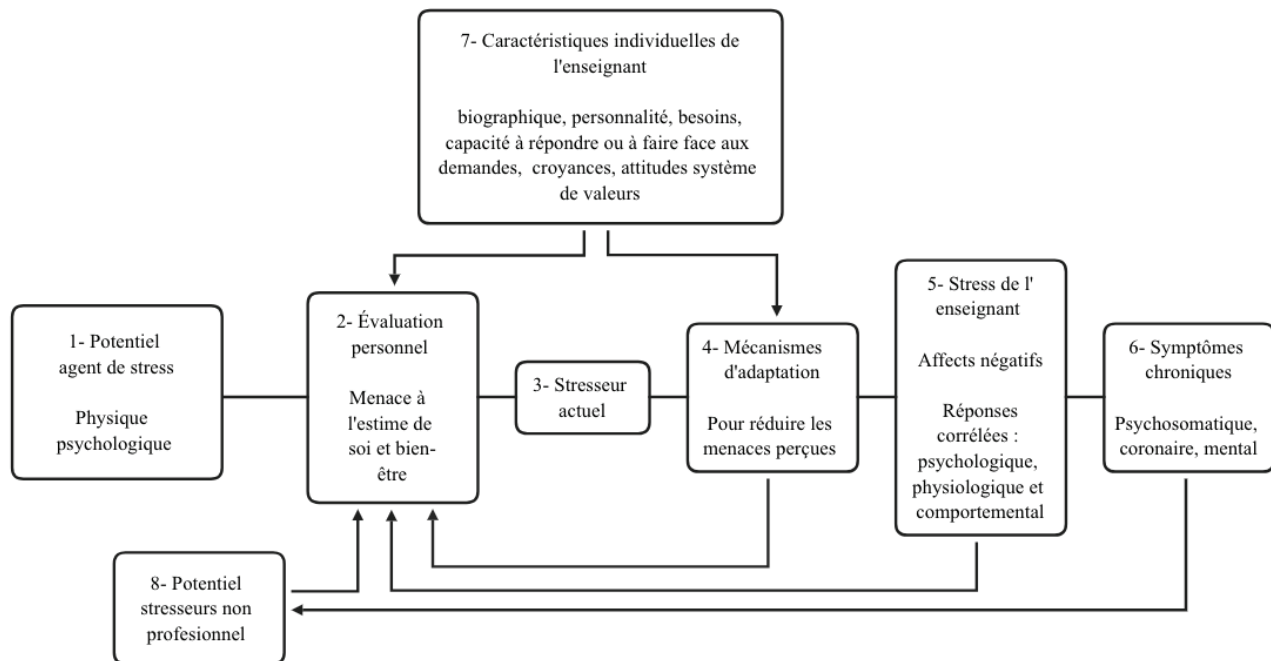 7- Caractéristiques individuelles de
l'enseignant
biographique, personnalité, besoins,
capacité à répondre ou à faire face aux
demandes, croyances, attitudes système
de valeurs
1- Potentiel
agent de stress
Physique
psychologique
2- Évaluation
personnel
Menace à
l'estime de
soi et bien-
être
3- Stresseur
actuel
4- Mécanismes
d'adaptation
Pour réduire les
menaces perçues
5- Stress de l'
enseignant
Affects négatifs
Réponses
corrélées :
psychologique,
physiologique et
comportemental
6- Symptômes
chroniques
Psychosomatique,
coronaire, mental
8- Potentiel
stresseurs non
profesionnel